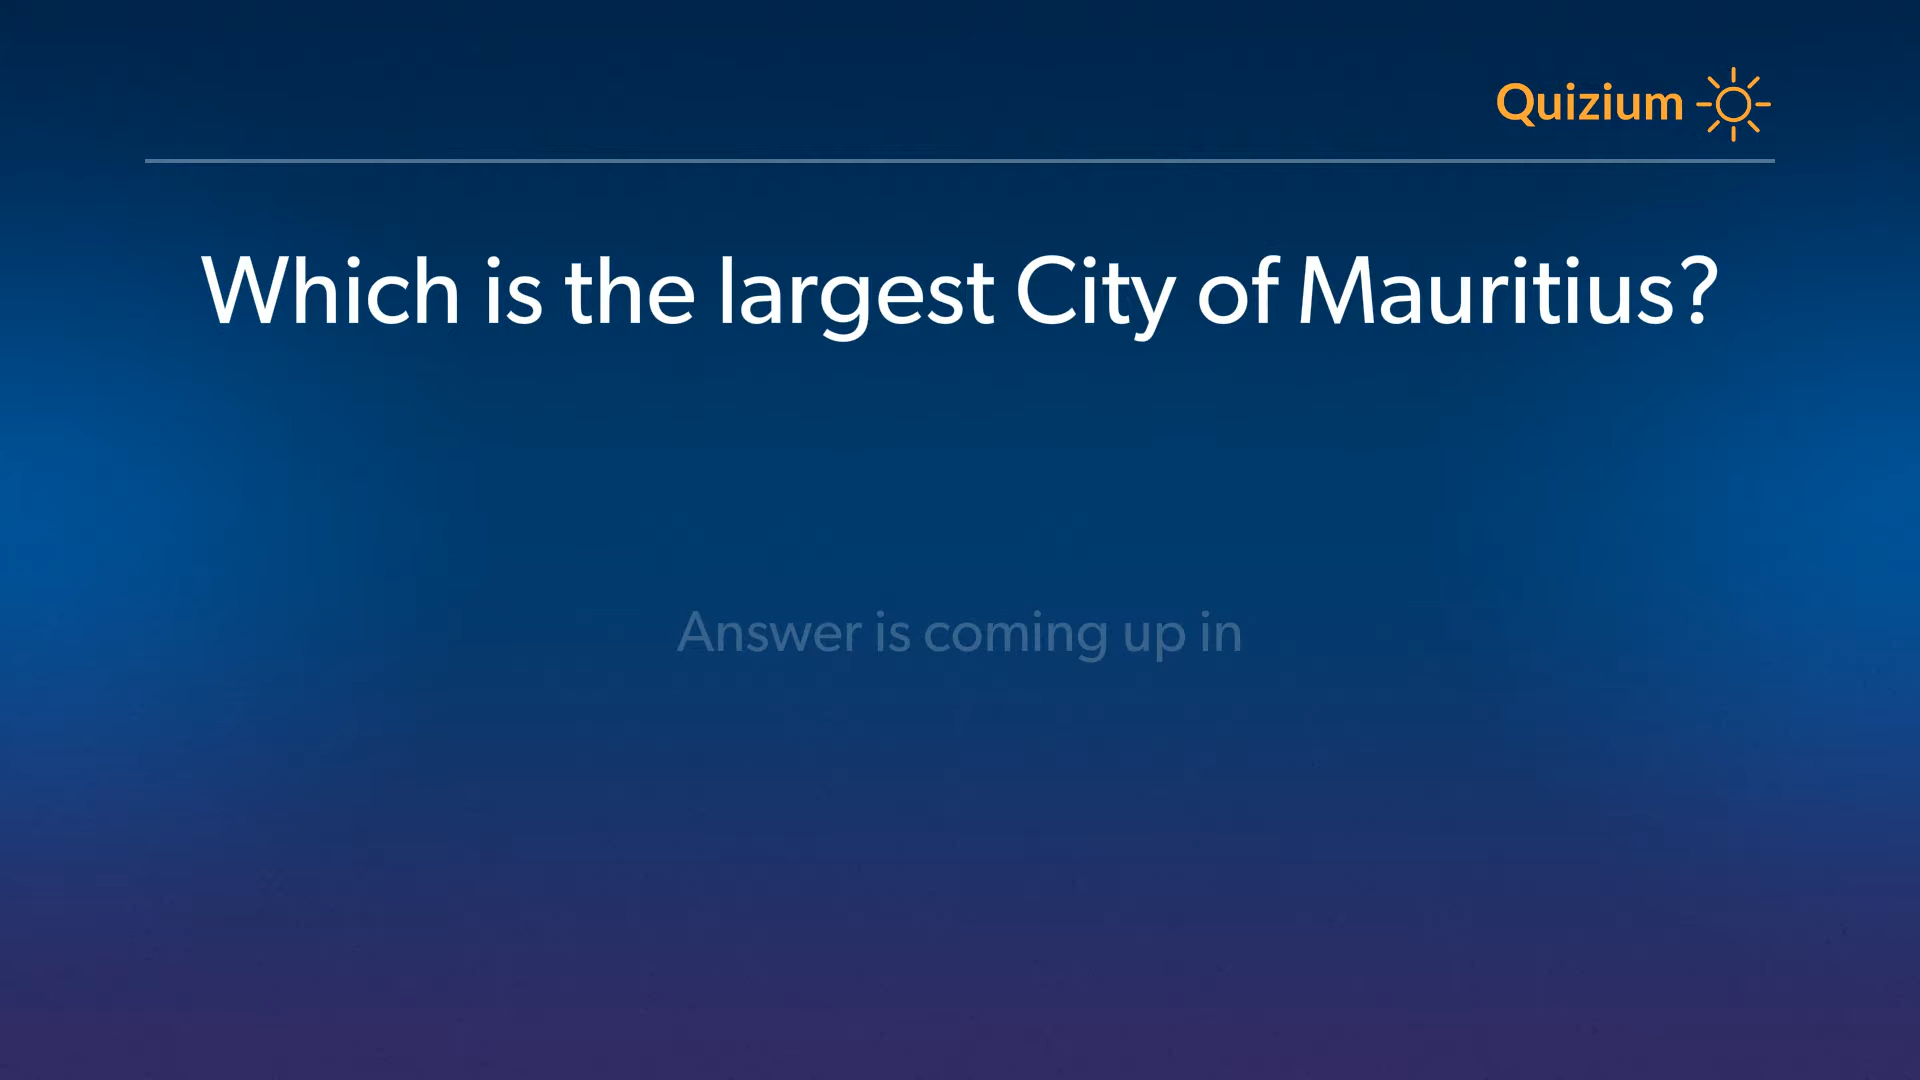 Quizium
Which is the largest City of Mauritius?
Answer is coming up in